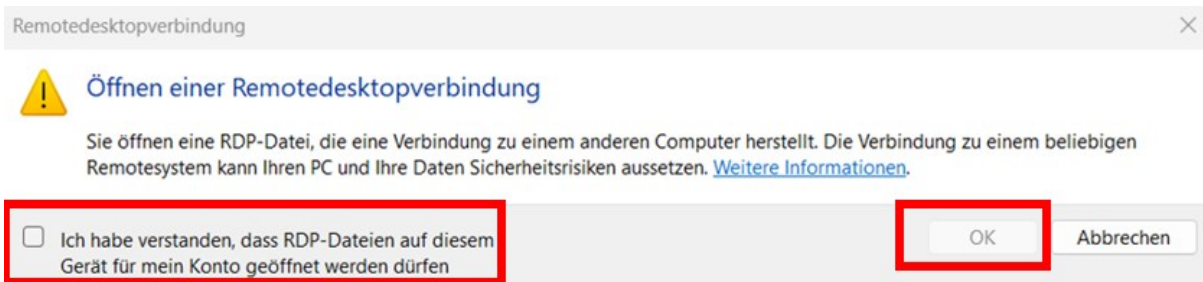 Remotedesktopverbindung
Öffnen einer Remotedesktopverbindung
Sie öffnen eine RDP-Datei, die eine Verbindung zu einem anderen Computer herstellt. Die Verbindung zu einem beliebigen
Remotesystem kann Ihren PC und Ihre Daten Sicherheitsrisiken aussetzen. Weitere Informationen.
Ich habe verstanden, dass RDP-Dateien auf diesem
Gerät für mein Konto geöffnet werden dürfen
OK
Abbrechen